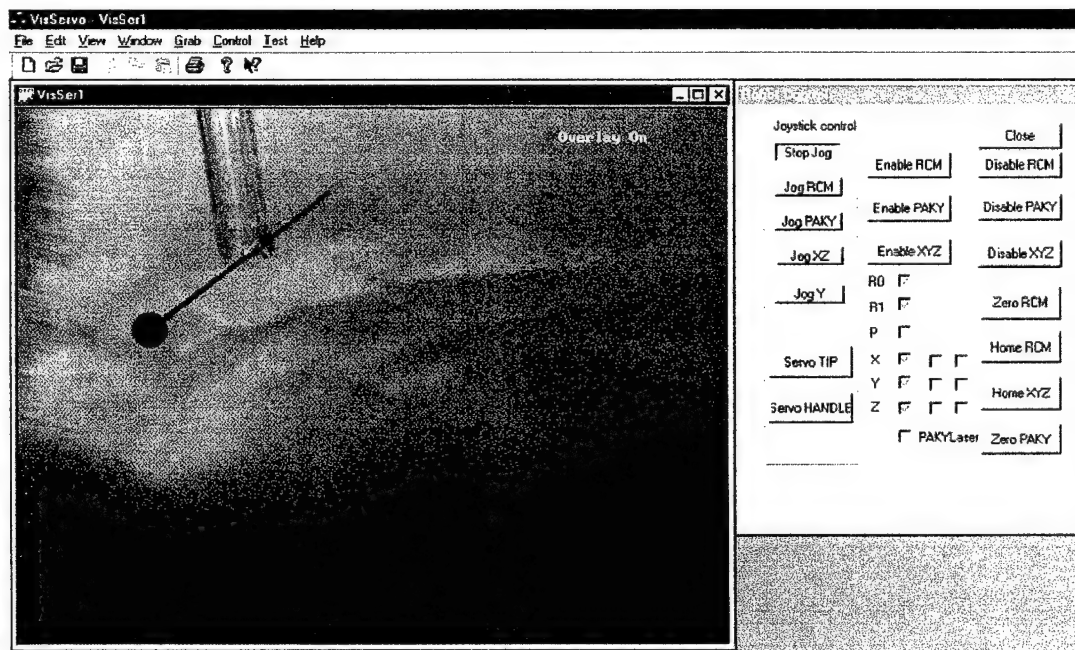 VisServo - VisSer1
File Edit View Window Grab Control Test Help
VisSer1
Overlay On
Joystick control
Stop Jog
Jog RCM
Jog PAKY
Jog XZ
Jog Y
Servo TIP
Servo HANDLE
Enable RCM
Enable PAKY
Enable XYZ
R0
R1
P
X
Y
Z
PAKYLaser
Close
Disable RCM
Disable PAKY
Disable XYZ
Zero RCM
Home RCM
Home XYZ
Zero PAKY